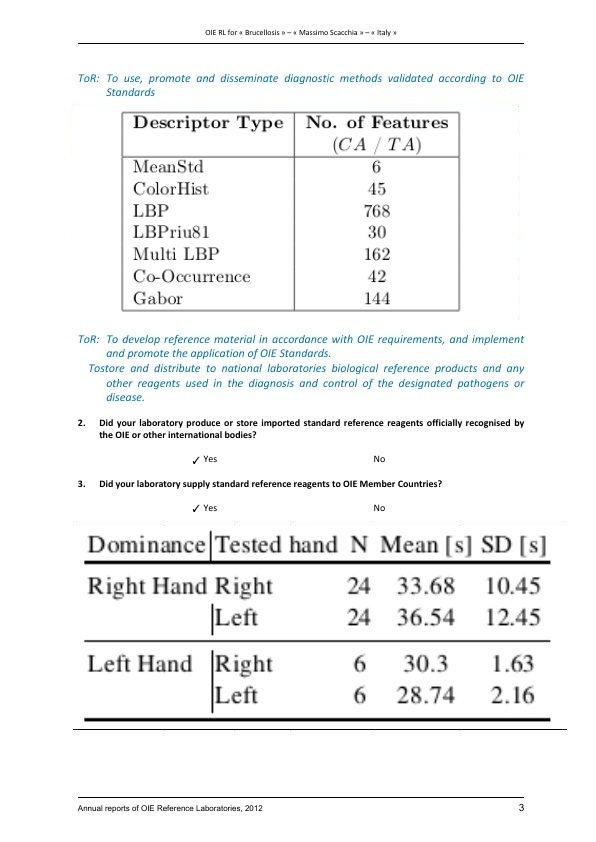 OIE RL for « Brucellosis » – « Massimo Scacchia » – « Italy »
ToR: To use, promote and disseminate diagnostic methods validated according to OIE
Standards
Descriptor Type No. of Features
(CA / TA)
MeanStd 6
ColorHist 45
LBP 768
LBPriu81 30
Multi LBP 162
Co-Occurrence 42
Gabor 144
ToR: To develop reference material in accordance with OIE requirements, and implement
and promote the application of OIE Standards.
Tostore and distribute to national laboratories biological reference products and any
other reagents used in the diagnosis and control of the designated pathogens or
disease.
2. Did your laboratory produce or store imported standard reference reagents officially recognised by
the OIE or other international bodies?
✓ Yes No
3. Did your laboratory supply standard reference reagents to OIE Member Countries?
✓ Yes No
Dominance Tested hand N Mean [s] SD [s]
Right Hand Right 24 33.68 10.45
Left 24 36.54 12.45
Left Hand Right 6 30.3 1.63
Left 6 28.74 2.16
Annual reports of OIE Reference Laboratories, 2012 3